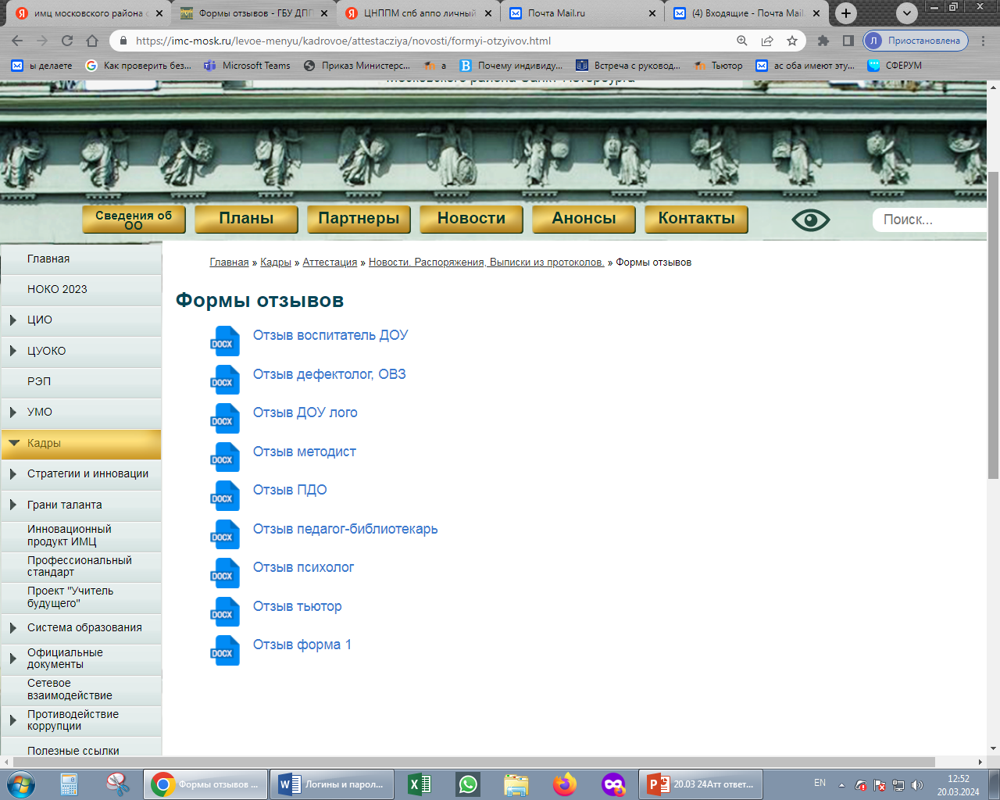 имц московского района с
Формы отзывов - ГБУ ДПП
ЦНППМ спб аппо личный
Почта Mail.ru
(4) Входящие - Почта Mail.
https://imc-mosk.ru/levoe-menyu/kadrovoe/attestacziya/novosti/formyi-otzyivov.html
Л Приостановлена
ы делаете
Как проверить без...
Microsoft Teams
Приказ Министерс...
а
Почему индивиду...
Встреча с руковод...
Тьютор
ас оба имеют эту...
СФЕРУМ
Московского района Санкт-Петербурга
Сведения об ОО
Планы
Партнеры
Новости
Анонсы
Контакты
Поиск...
Главная
НОКО 2023
ЦИО
ЦУОКО
РЭП
УМО
Кадры
Стратегии и инновации
Грани таланта
Инновационный
продукт ИМЦ
Профессиональный
стандарт
Проект "Учитель
будущего"
Система образования
Официальные
документы
Сетевое
взаимодействие
Противодействие
коррупции
Полезные ссылки
Главная » Кадры » Аттестация » Новости. Распоряжения, Выписки из протоколов. » Формы отзывов
Формы отзывов
DOCX Отзыв воспитатель ДОУ
DOCX Отзыв дефектолог, ОВЗ
DOCX Отзыв ДОУ лого
DOCX Отзыв методист
DOCX Отзыв ПДО
DOCX Отзыв педагог-библиотекарь
DOCX Отзыв психолог
DOCX Отзыв тьютор
DOCX Отзыв форма 1
Формы отзывов ...
Логины и парол...
20.03 24Атт ответ...
EN
12:52
20.03.2024